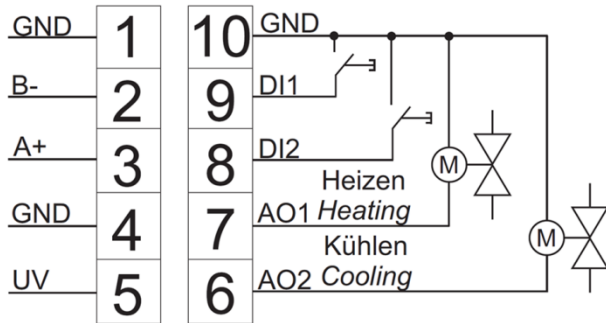 GND 1 10 GND
B- 2 9 DI1
A+ 3 8 DI2
M
Heizen
GND 4 7 AO1 Heating
M
Kühlen
UV 5 6 AO2 Cooling